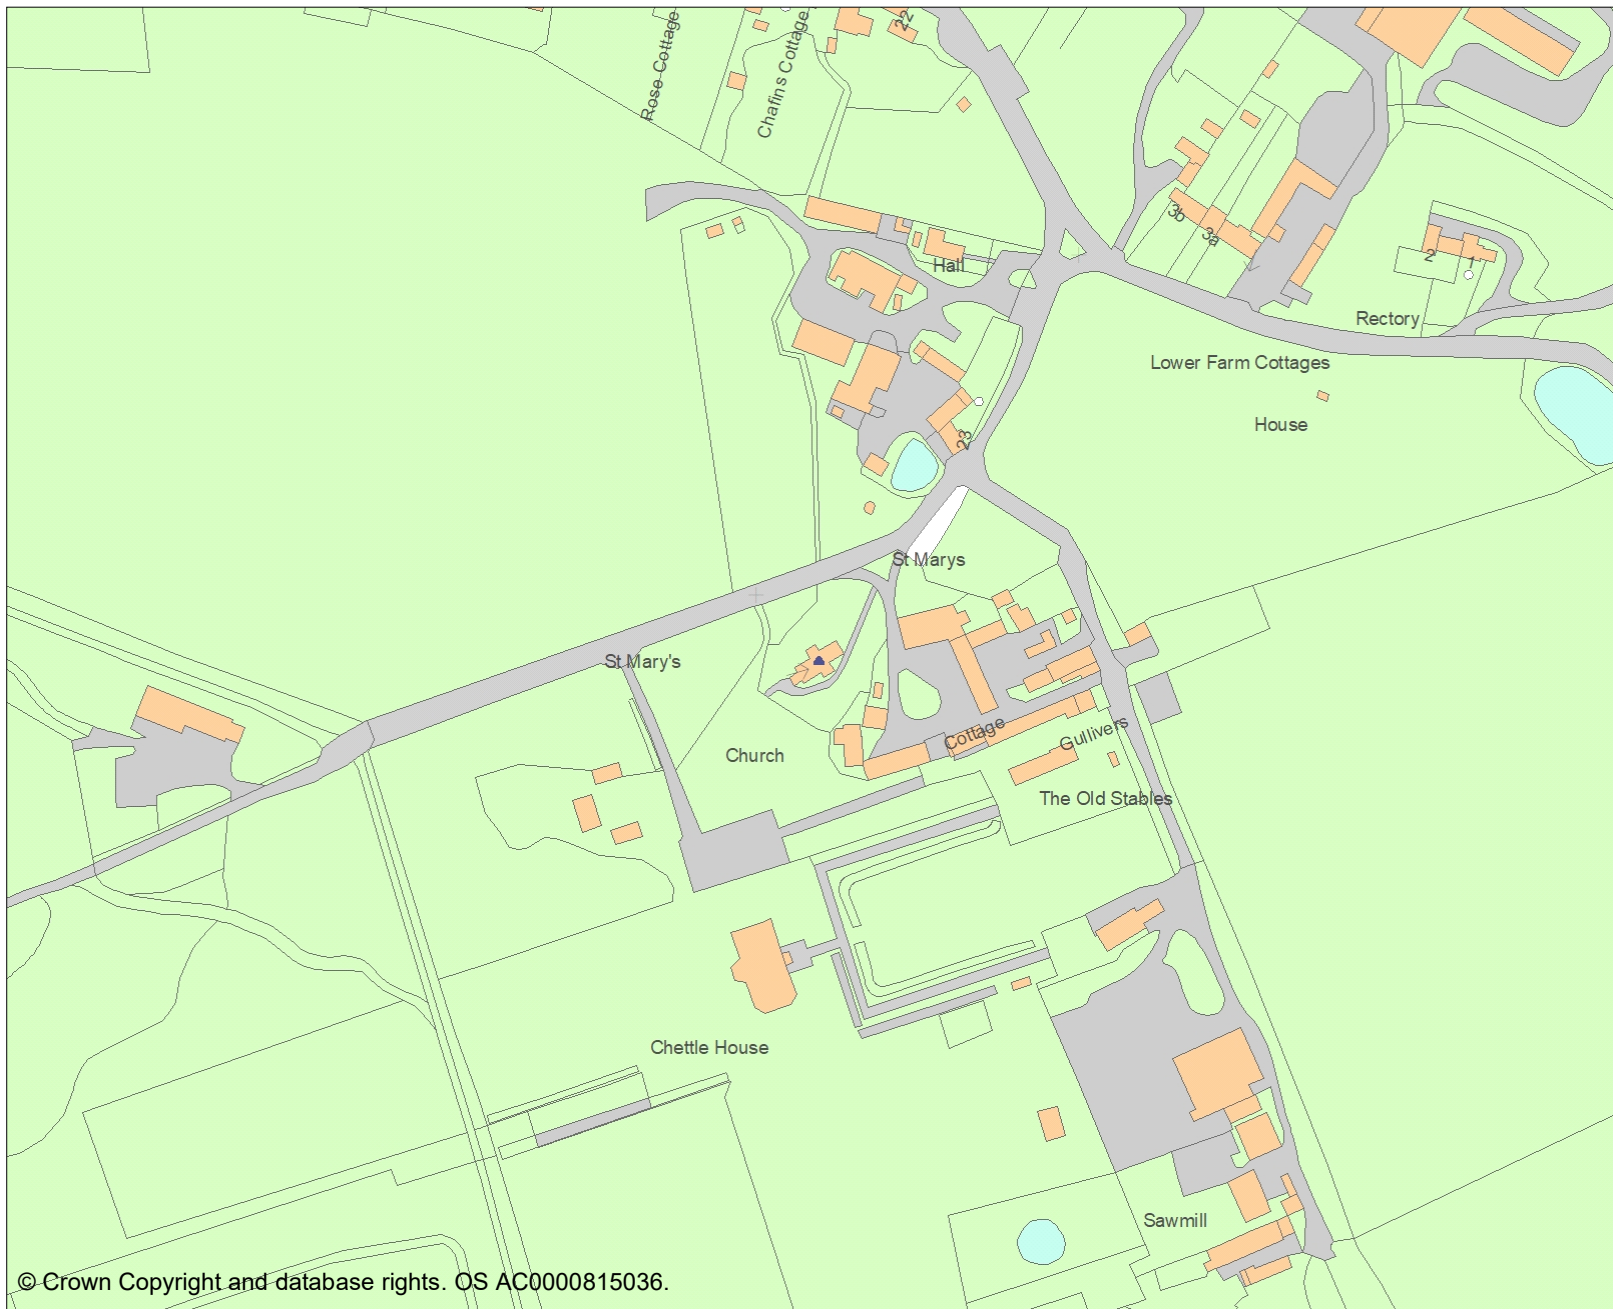 Rose Cottage
Chafins Cottage
22
3b
3a
Hall
2
1
Rectory
Lower Farm Cottages
House
23
St Marys
St Mary's
Cottage
Gullivers
Church
The Old Stables
Chettle House
Sawmill
© Crown Copyright and database rights. OS AC0000815036.